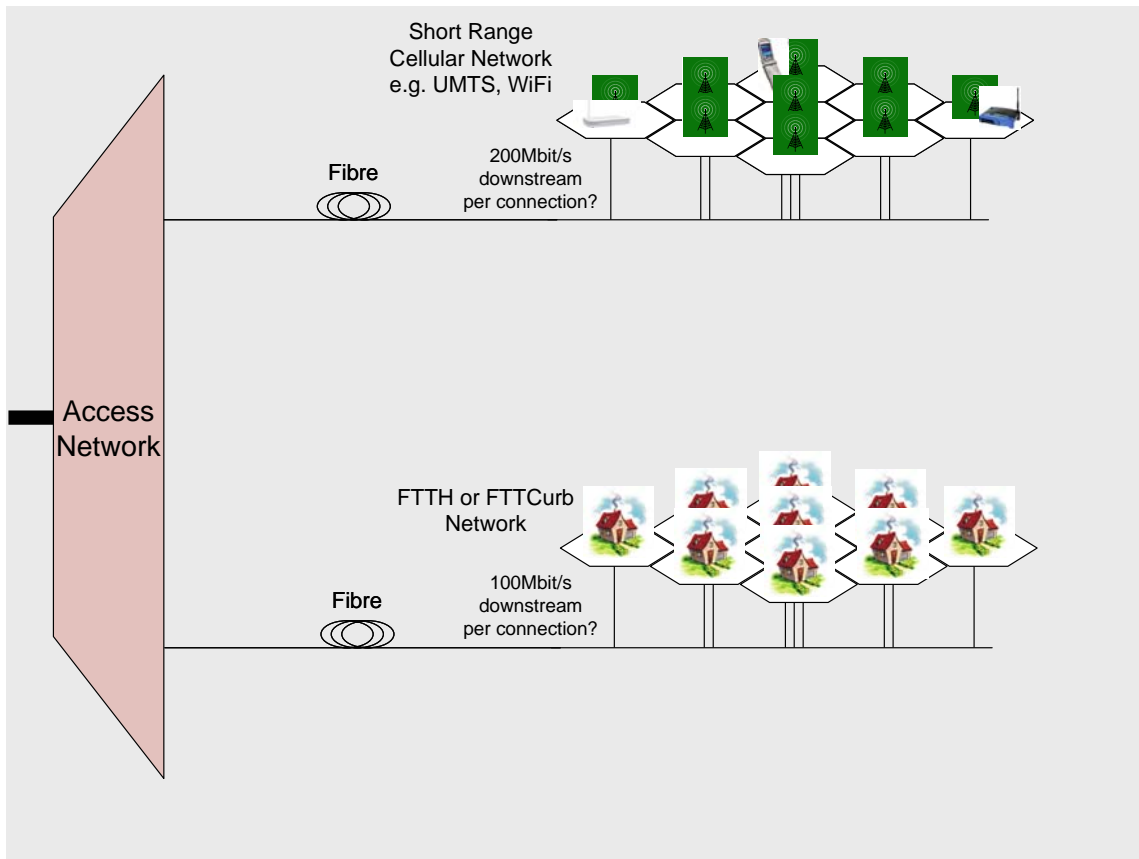 Short Range
Cellular Network
e.g. UMTS, WiFi
200Mbit/s
downstream
per connection?
Fibre
Access
Network
FTTH or FTTCurb
Network
100Mbit/s
downstream
per connection?
Fibre